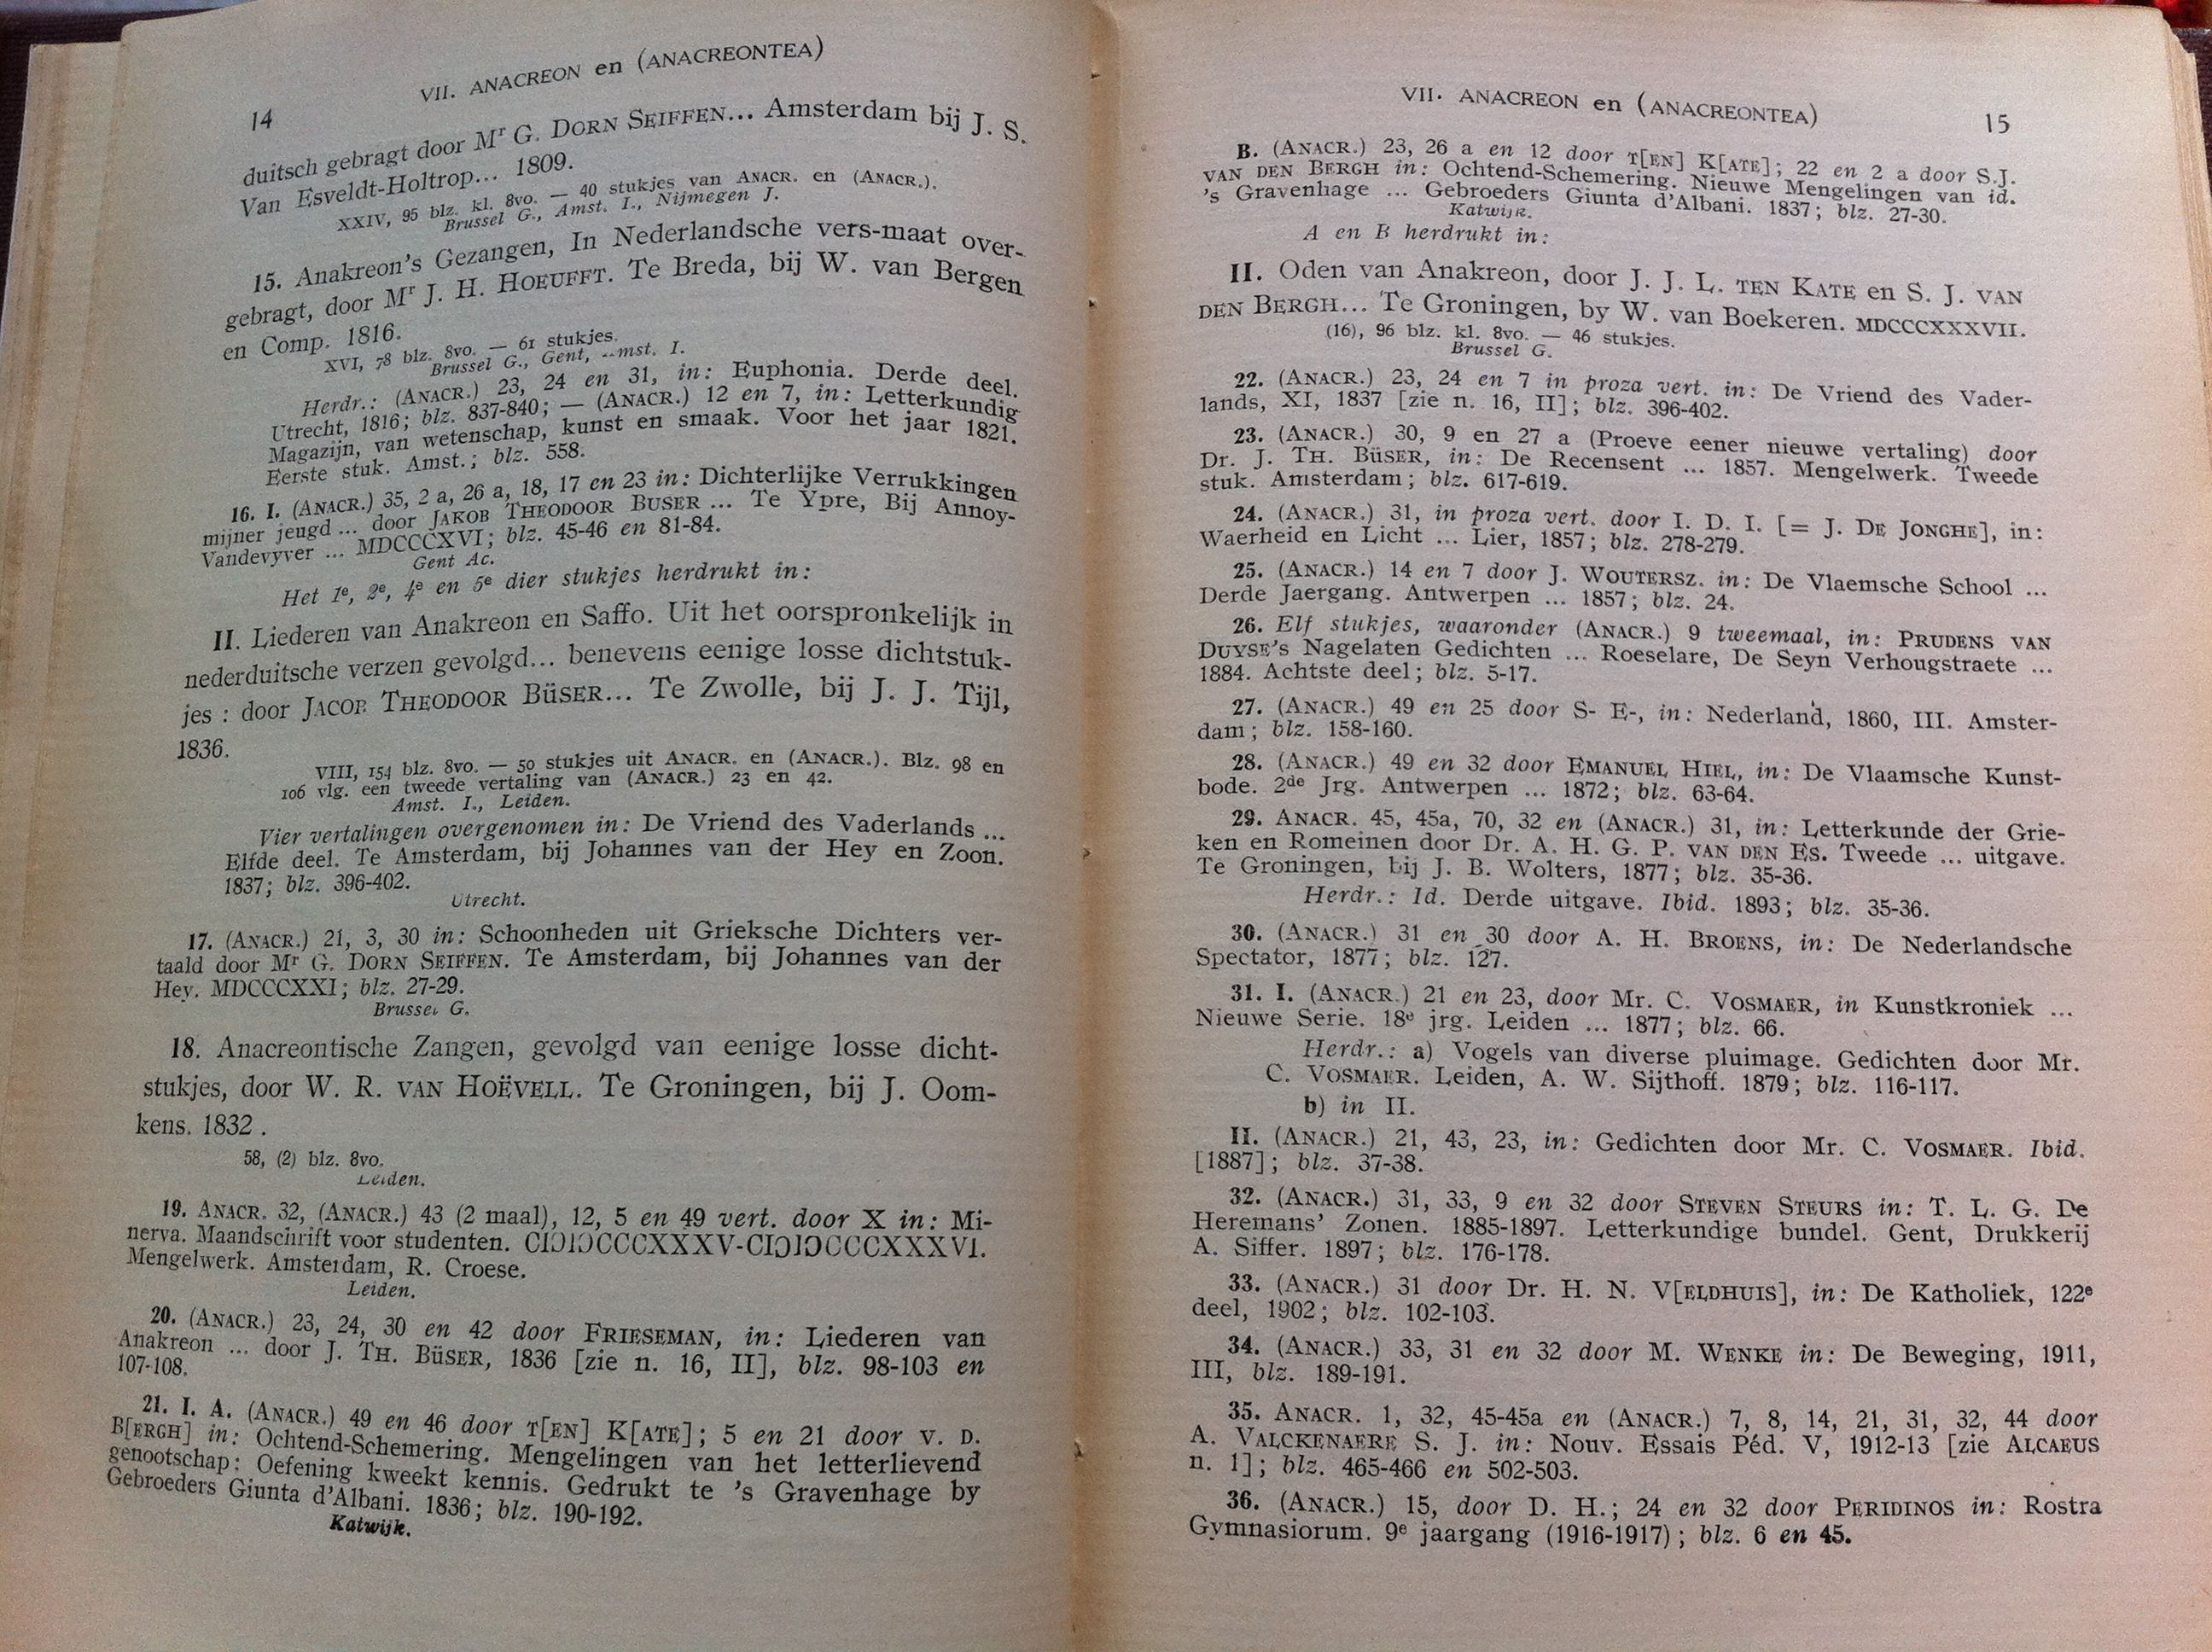 14
VII. ANACREON en (ANACREONTEA)
duitsch gebragt door Mr G. DORN SEIFFEN... Amsterdam bij J. S.
Van Esveldt-Holtrop... 1809.
XXIV, 95 blz. kl. 8vo. — 40 stukjes van ANACR. en (ANACR.).
Brussel G., Amst. I., Nijmegen J.
15. Anakreon's Gezangen, In Nederlandsche vers-maat over-
gebragt, door Mr J. H. HOEUFFT. Te Breda, bij W. van Bergen
en Comp. 1816.
XVI, 78 blz. 8vo. — 61 stukjes.
Brussel G., Gent, I.
Herdr.: (ANACR.) 23, 24 en 31, in: Euphonia. Derde deel.
Utrecht, 1816; blz. 837-840; — (ANACR.) 12 en 7, in: Letterkundig
Magazijn, van wetenschap, kunst en smaak. Voor het jaar 1821.
Eerste stuk. Amst.; blz. 558.
16. I. (ANACR.) 35, 2 a, 26 a, 18, 17 en 23 in: Dichterlijke Verrukkingen
mijner jeugd ... door JAKOB THEODOOR BUSER ... Te Ypre, Bij Annoy-
Vandevyver ... MDCCCXVI; blz. 45-46 en 81-84.
Gent Ac.
Het 1e, 2e, 4e en 5e dier stukjes herdrukt in:
II. Liederen van Anakreon en Saffo. Uit het oorspronkelijk in
nederduitsche verzen gevolgd... benevens eenige losse dichtstuk-
jes : door JACOB THEODOOR BÜSER... Te Zwolle, bij J. J. Tijl,
1836.
VIII, 154 blz. 8vo. — 50 stukjes uit ANACR. en (ANACR.). Blz. 98 en
106 vlg. een tweede vertaling van (ANACR.) 23 en 42.
Amst. I., Leiden.
Vier vertalingen overgenomen in: De Vriend des Vaderlands ...
Elfde deel. Te Amsterdam, bij Johannes van der Hey en Zoon.
1837; blz. 396-402.
Utrecht.
17. (ANACR.) 21, 3, 30 in: Schoonheden uit Grieksche Dichters ver-
taald door Mr G. DORN SEIFFEN. Te Amsterdam, bij Johannes van der
Hey. MDCCCXXI; blz. 27-29.
Brussel G.
18. Anacreontische Zangen, gevolgd van eenige losse dicht-
stukjes, door W. R. VAN HOËVELL. Te Groningen, bij J. Oom-
kens. 1832 .
58, (2) blz. 8vo.
Leiden.
19. ANACR. 32, (ANACR.) 43 (2 maal), 12, 5 en 49 vert. door X in: Mi-
nerva. Maandschrift voor studenten. CIƆIƆCCCXXXV-CIƆIƆCCCXXXVI.
Mengelwerk. Amsterdam, R. Croese.
Leiden.
20. (ANACR.) 23, 24, 30 en 42 door FRIESEMAN, in: Liederen van
Anakreon ... door J. TH. BÜSER, 1836 [zie n. 16, II], blz. 98-103 en
107-108.
21. I. A. (ANACR.) 49 en 46 door T[EN] K[ATE]; 5 en 21 door V. D.
B[ERGH] in: Ochtend-Schemering. Mengelingen van het letterlievend
genootschap: Oefening kweekt kennis. Gedrukt te 's Gravenhage by
Gebroeders Giunta d'Albani. 1836; blz. 190-192.
Katwijk.
VII. ANACREON en (ANACREONTEA)
15
B. (ANACR.) 23, 26 a en 12 door T[EN] K[ATE]; 22 en 2 a door S.J.
VAN DEN BERGH in: Ochtend-Schemering. Nieuwe Mengelingen van id.
's Gravenhage ... Gebroeders Giunta d'Albani. 1837; blz. 27-30.
Katwijk.
A en B herdrukt in:
II. Oden van Anakreon, door J. J. L. TEN KATE en S. J. VAN
DEN BERGH... Te Groningen, by W. van Boekeren. MDCCCXXXVII.
(16), 96 blz. kl. 8vo. — 46 stukjes.
Brussel G.
22. (ANACR.) 23, 24 en 7 in proza vert. in: De Vriend des Vader-
lands, XI, 1837 [zie n. 16, II]; blz. 396-402.
23. (ANACR.) 30, 9 en 27 a (Proeve eener nieuwe vertaling) door
Dr. J. TH. BÜSER, in: De Recensent ... 1857. Mengelwerk. Tweede
stuk. Amsterdam; blz. 617-619.
24. (ANACR.) 31, in proza vert. door I. D. I. [= J. DE JONGHE], in:
Waerheid en Licht ... Lier, 1857; blz. 278-279.
25. (ANACR.) 14 en 7 door J. WOUTERSZ. in: De Vlaemsche School ...
Derde Jaergang. Antwerpen ... 1857; blz. 24.
26. Elf stukjes, waaronder (ANACR.) 9 tweemaal, in: PRUDENS VAN
DUYSE's Nagelaten Gedichten ... Roeselare, De Seyn Verhougstraete ...
1884. Achtste deel; blz. 5-17.
27. (ANACR.) 49 en 25 door S- E-, in: Nederland, 1860, III. Amster-
dam; blz. 158-160.
28. (ANACR.) 49 en 32 door EMANUEL HIEL, in: De Vlaamsche Kunst-
bode. 2de Jrg. Antwerpen ... 1872; blz. 63-64.
29. ANACR. 45, 45a, 70, 32 en (ANACR.) 31, in: Letterkunde der Grie-
ken en Romeinen door Dr. A. H. G. P. VAN DEN ES. Tweede ... uitgave.
Te Groningen, bij J. B. Wolters, 1877; blz. 35-36.
Herdr.: Id. Derde uitgave. Ibid. 1893; blz. 35-36.
30. (ANACR.) 31 en 30 door A. H. BROENS, in: De Nederlandsche
Spectator, 1877; blz. 127.
31. I. (ANACR.) 21 en 23, door Mr. C. VOSMAER, in Kunstkroniek ...
Nieuwe Serie. 18e jrg. Leiden ... 1877; blz. 66.
Herdr.: a) Vogels van diverse pluimage. Gedichten door Mr.
C. VOSMAER. Leiden, A. W. Sijthoff. 1879; blz. 116-117.
b) in II.
II. (ANACR.) 21, 43, 23, in: Gedichten door Mr. C. VOSMAER. Ibid.
[1887]; blz. 37-38.
32. (ANACR.) 31, 33, 9 en 32 door STEVEN STEURS in: T. L. G. De
Heremans' Zonen. 1885-1897. Letterkundige bundel. Gent, Drukkerij
A. Siffer. 1897; blz. 176-178.
33. (ANACR.) 31 door Dr. H. N. V[ELDHUIS], in: De Katholiek, 122e
deel, 1902; blz. 102-103.
34. (ANACR.) 33, 31 en 32 door M. WENKE in: De Beweging, 1911,
III, blz. 189-191.
35. ANACR. 1, 32, 45-45a en (ANACR.) 7, 8, 14, 21, 31, 32, 44 door
A. VALCKENAERE S. J. in: Nouv. Essais Péd. V, 1912-13 [zie ALCAEUS
n. 1]; blz. 465-466 en 502-503.
36. (ANACR.) 15, door D. H.; 24 en 32 door PERIDINOS in: Rostra
Gymnasiorum. 9e jaargang (1916-1917); blz. 6 en 45.